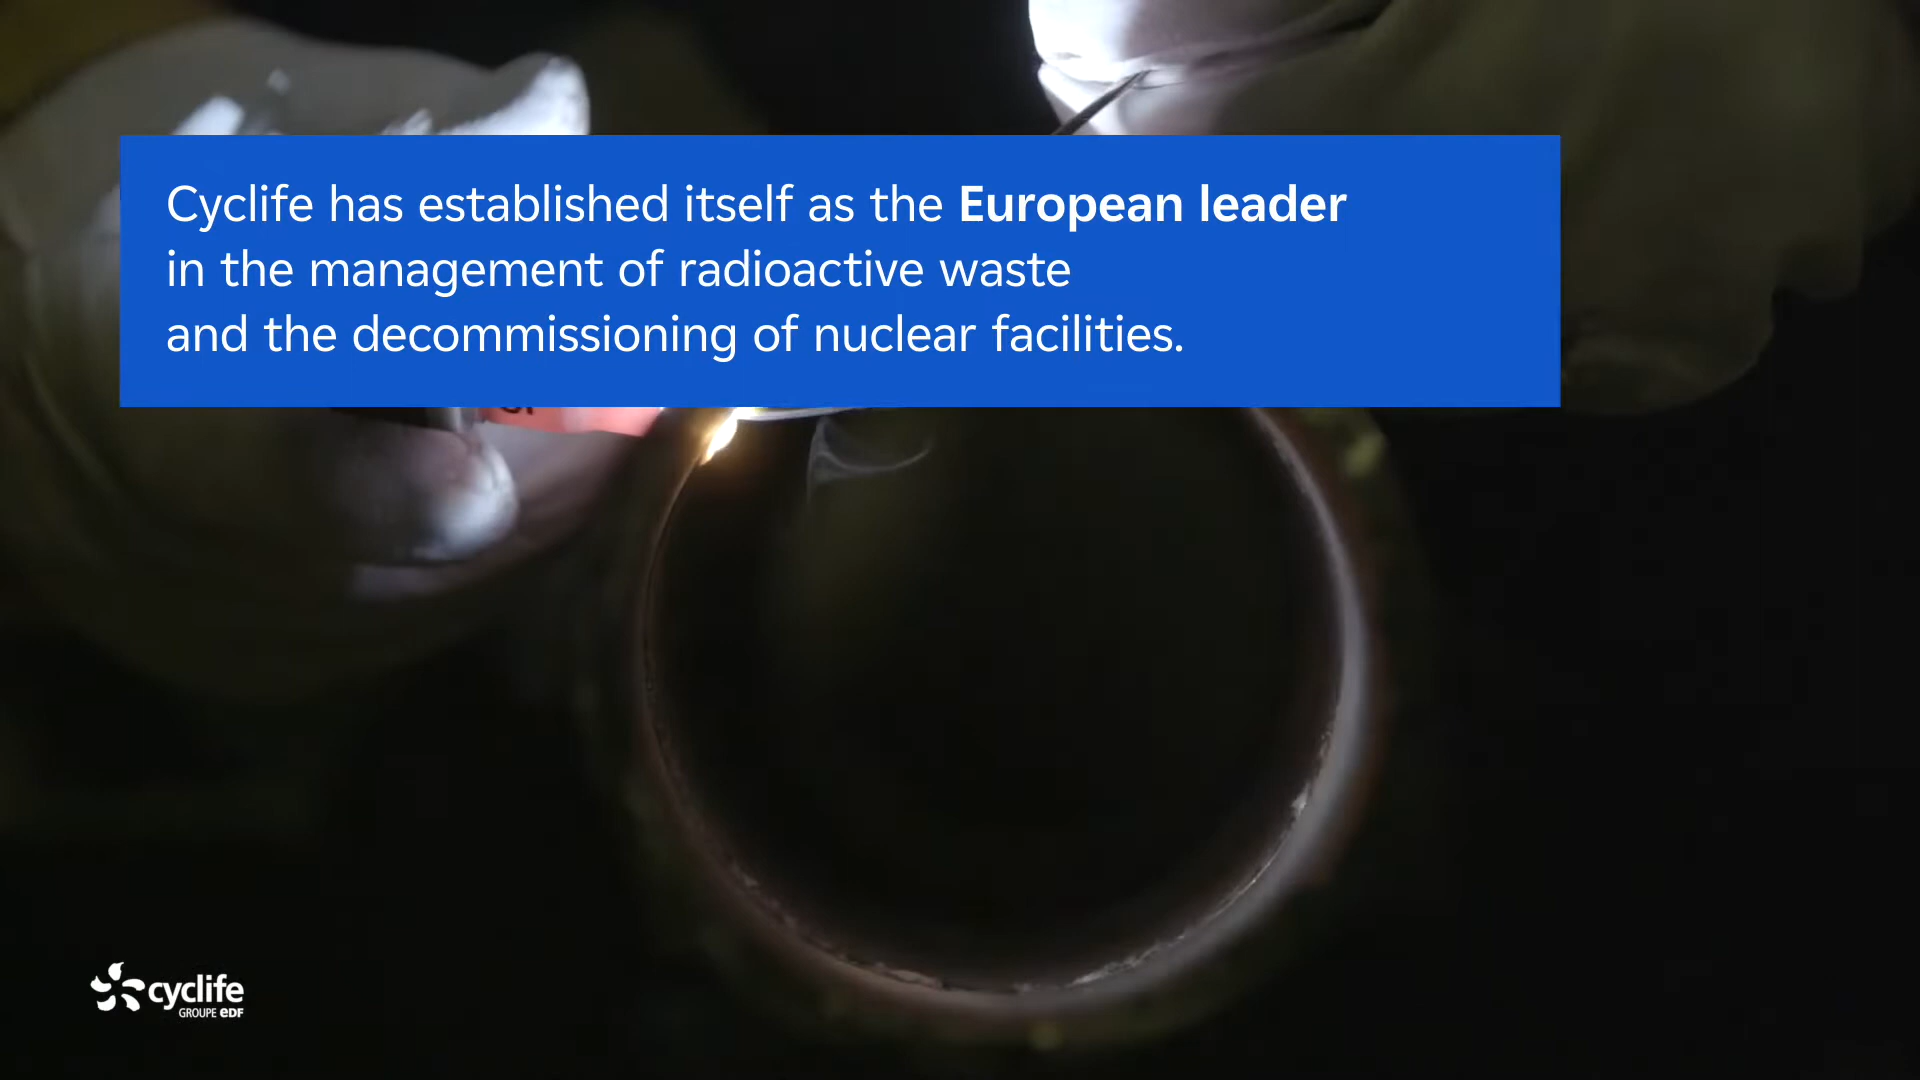 Cyclife has established itself as the European leader
in the management of radioactive waste
and the decommissioning of nuclear facilities.
cyclife
GROUPE eDF